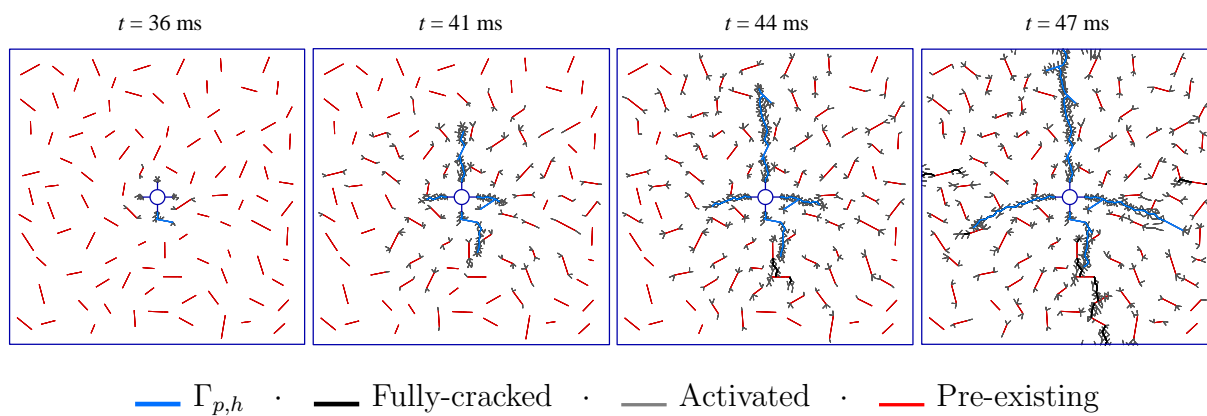 t = 36 ms t = 41 ms t = 44 ms t = 47 ms
Γp,h · Fully-cracked · Activated · Pre-existing